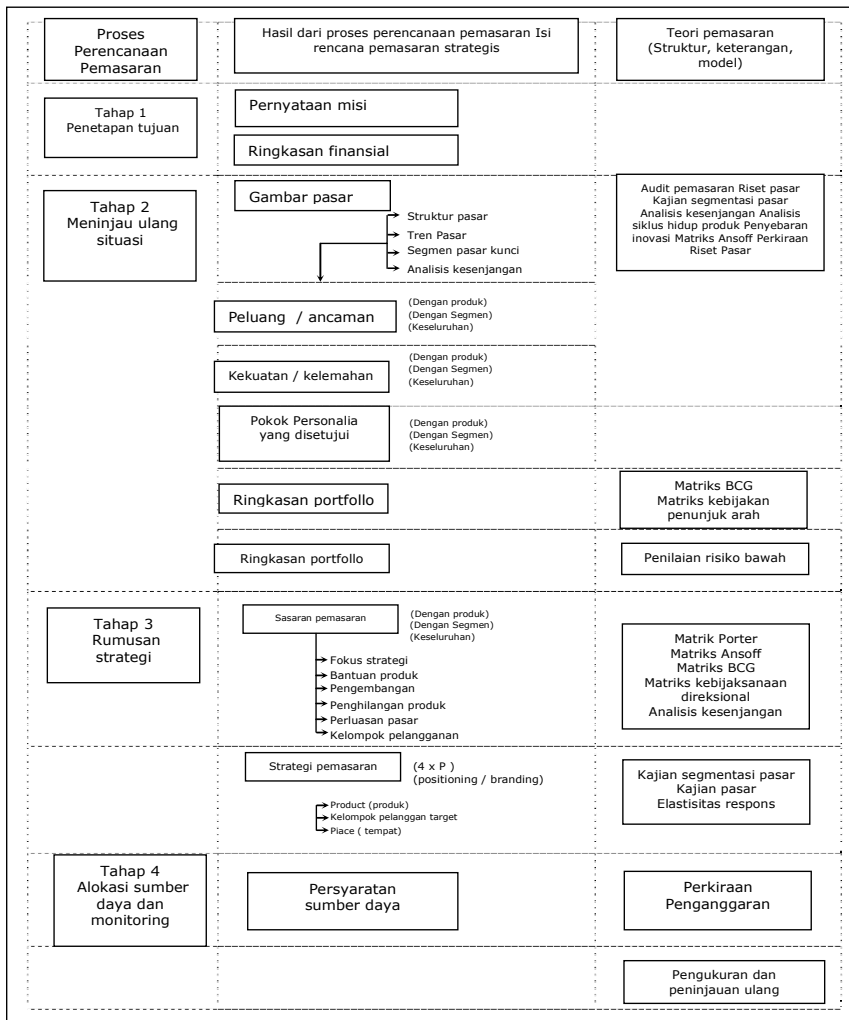 Proses
Perencanaan
Pemasaran
Hasil dari proses perencanaan pemasaran Isi
rencana pemasaran strategis
Teori pemasaran
(Struktur, keterangan,
model)
Tahap 1
Penetapan tujuan
Pernyataan misi
Ringkasan finansial
Tahap 2
Meninjau ulang
situasi
Gambar pasar
Struktur pasar
Tren Pasar
Segmen pasar kunci
Analisis kesenjangan
Audit pemasaran Riset pasar
Kajian segmentasi pasar
Analisis kesenjangan Analisis
siklus hidup produk Penyebaran
inovasi Matriks Ansoff Perkiraan
Riset Pasar
Peluang / ancaman
(Dengan produk)
(Dengan Segmen)
(Keseluruhan)
Kekuatan / kelemahan
(Dengan produk)
(Dengan Segmen)
(Keseluruhan)
Pokok Personalia
yang disetujui
(Dengan produk)
(Dengan Segmen)
(Keseluruhan)
Ringkasan portfollo
Matriks BCG
Matriks kebijakan
penunjuk arah
Ringkasan portfollo
Penilaian risiko bawah
Tahap 3
Rumusan
strategi
Sasaran pemasaran
(Dengan produk)
(Dengan Segmen)
(Keseluruhan)
Fokus strategi
Bantuan produk
Pengembangan
Penghilangan produk
Perluasan pasar
Kelompok pelangganan
Matrik Porter
Matriks Ansoff
Matriks BCG
Matriks kebijaksanaan
direksional
Analisis kesenjangan
Strategi pemasaran
(4 x P )
(positioning / branding)
Product (produk)
Kelompok pelanggan target
Piace ( tempat)
Kajian segmentasi pasar
Kajian pasar
Elastisitas respons
Tahap 4
Alokasi sumber
daya dan
monitoring
Persyaratan
sumber daya
Perkiraan
Penganggaran
Pengukuran dan
peninjauan ulang